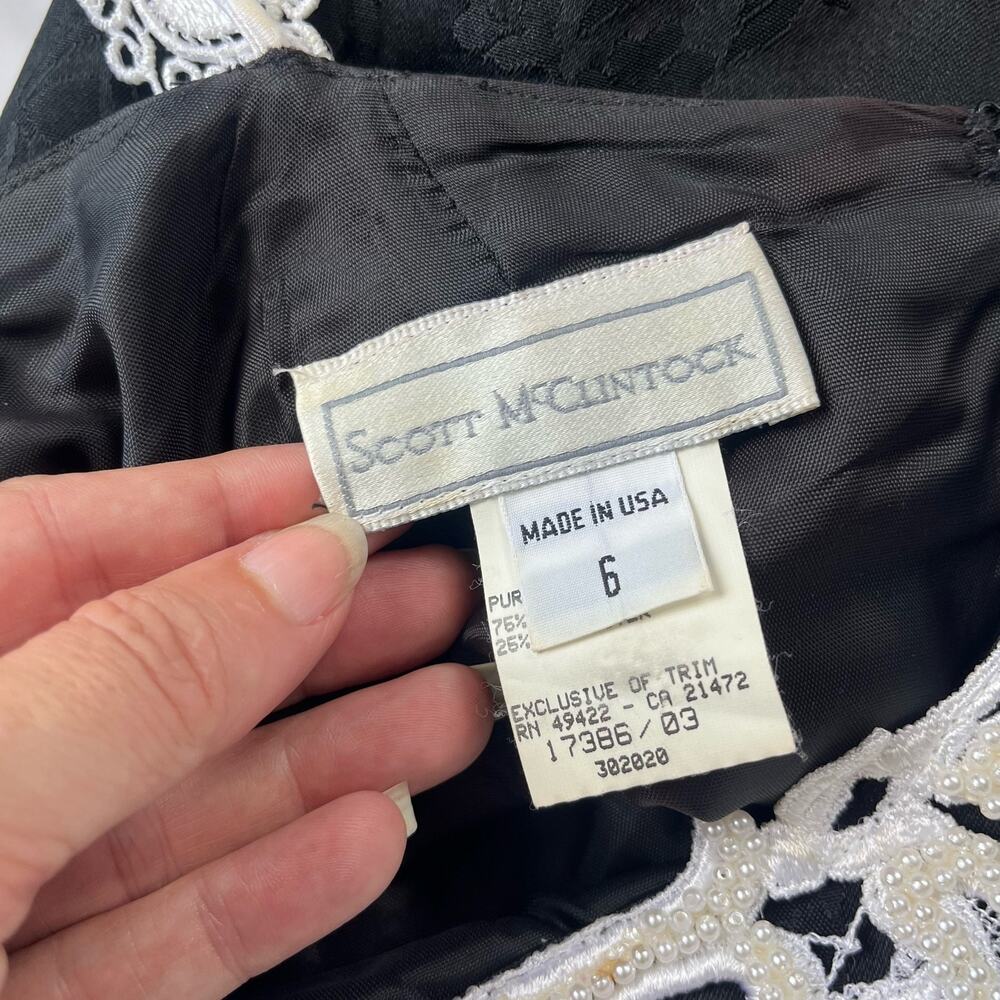 SCOTT McCLINTOCK
MADE IN USA
6
PUR
75%
25%
EXCLUSIVE OF TRIM
RN 49422 - CA 21472
17386/03
302020